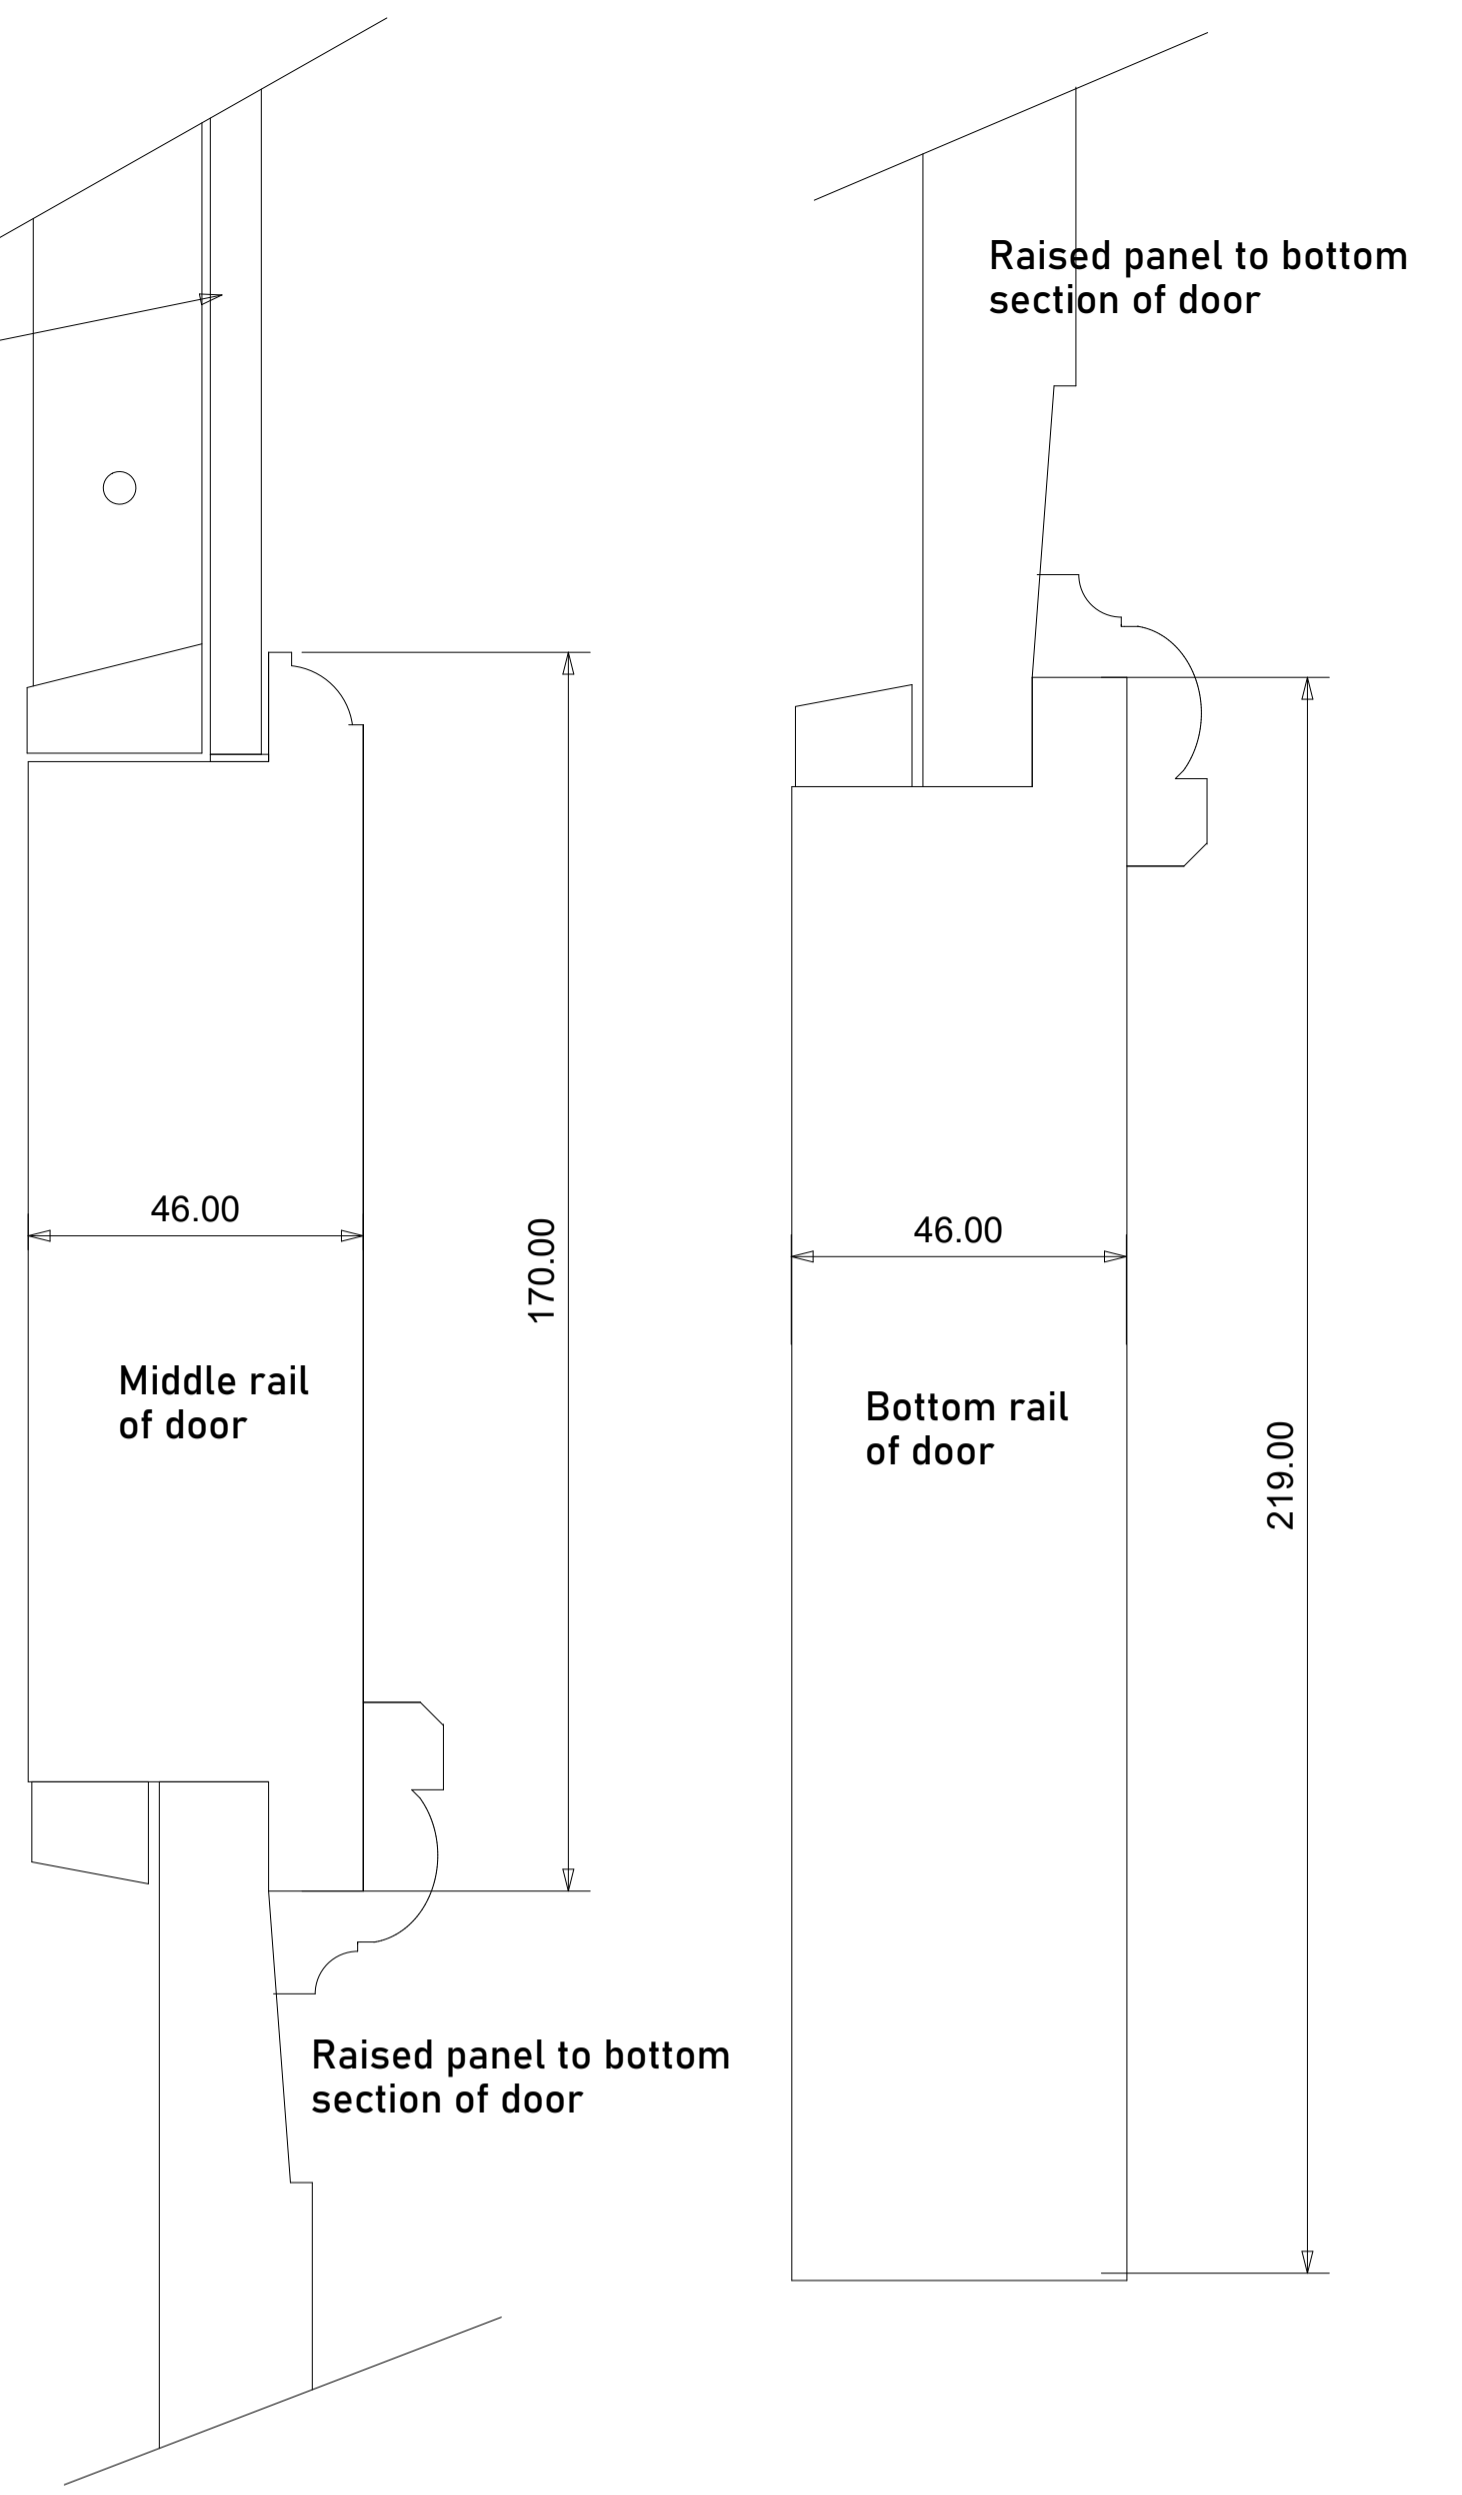 Raised panel to bottom
section of door
46.00
170.00
Middle rail
of door
46.00
Bottom rail
of door
219.00
Raised panel to bottom
section of door